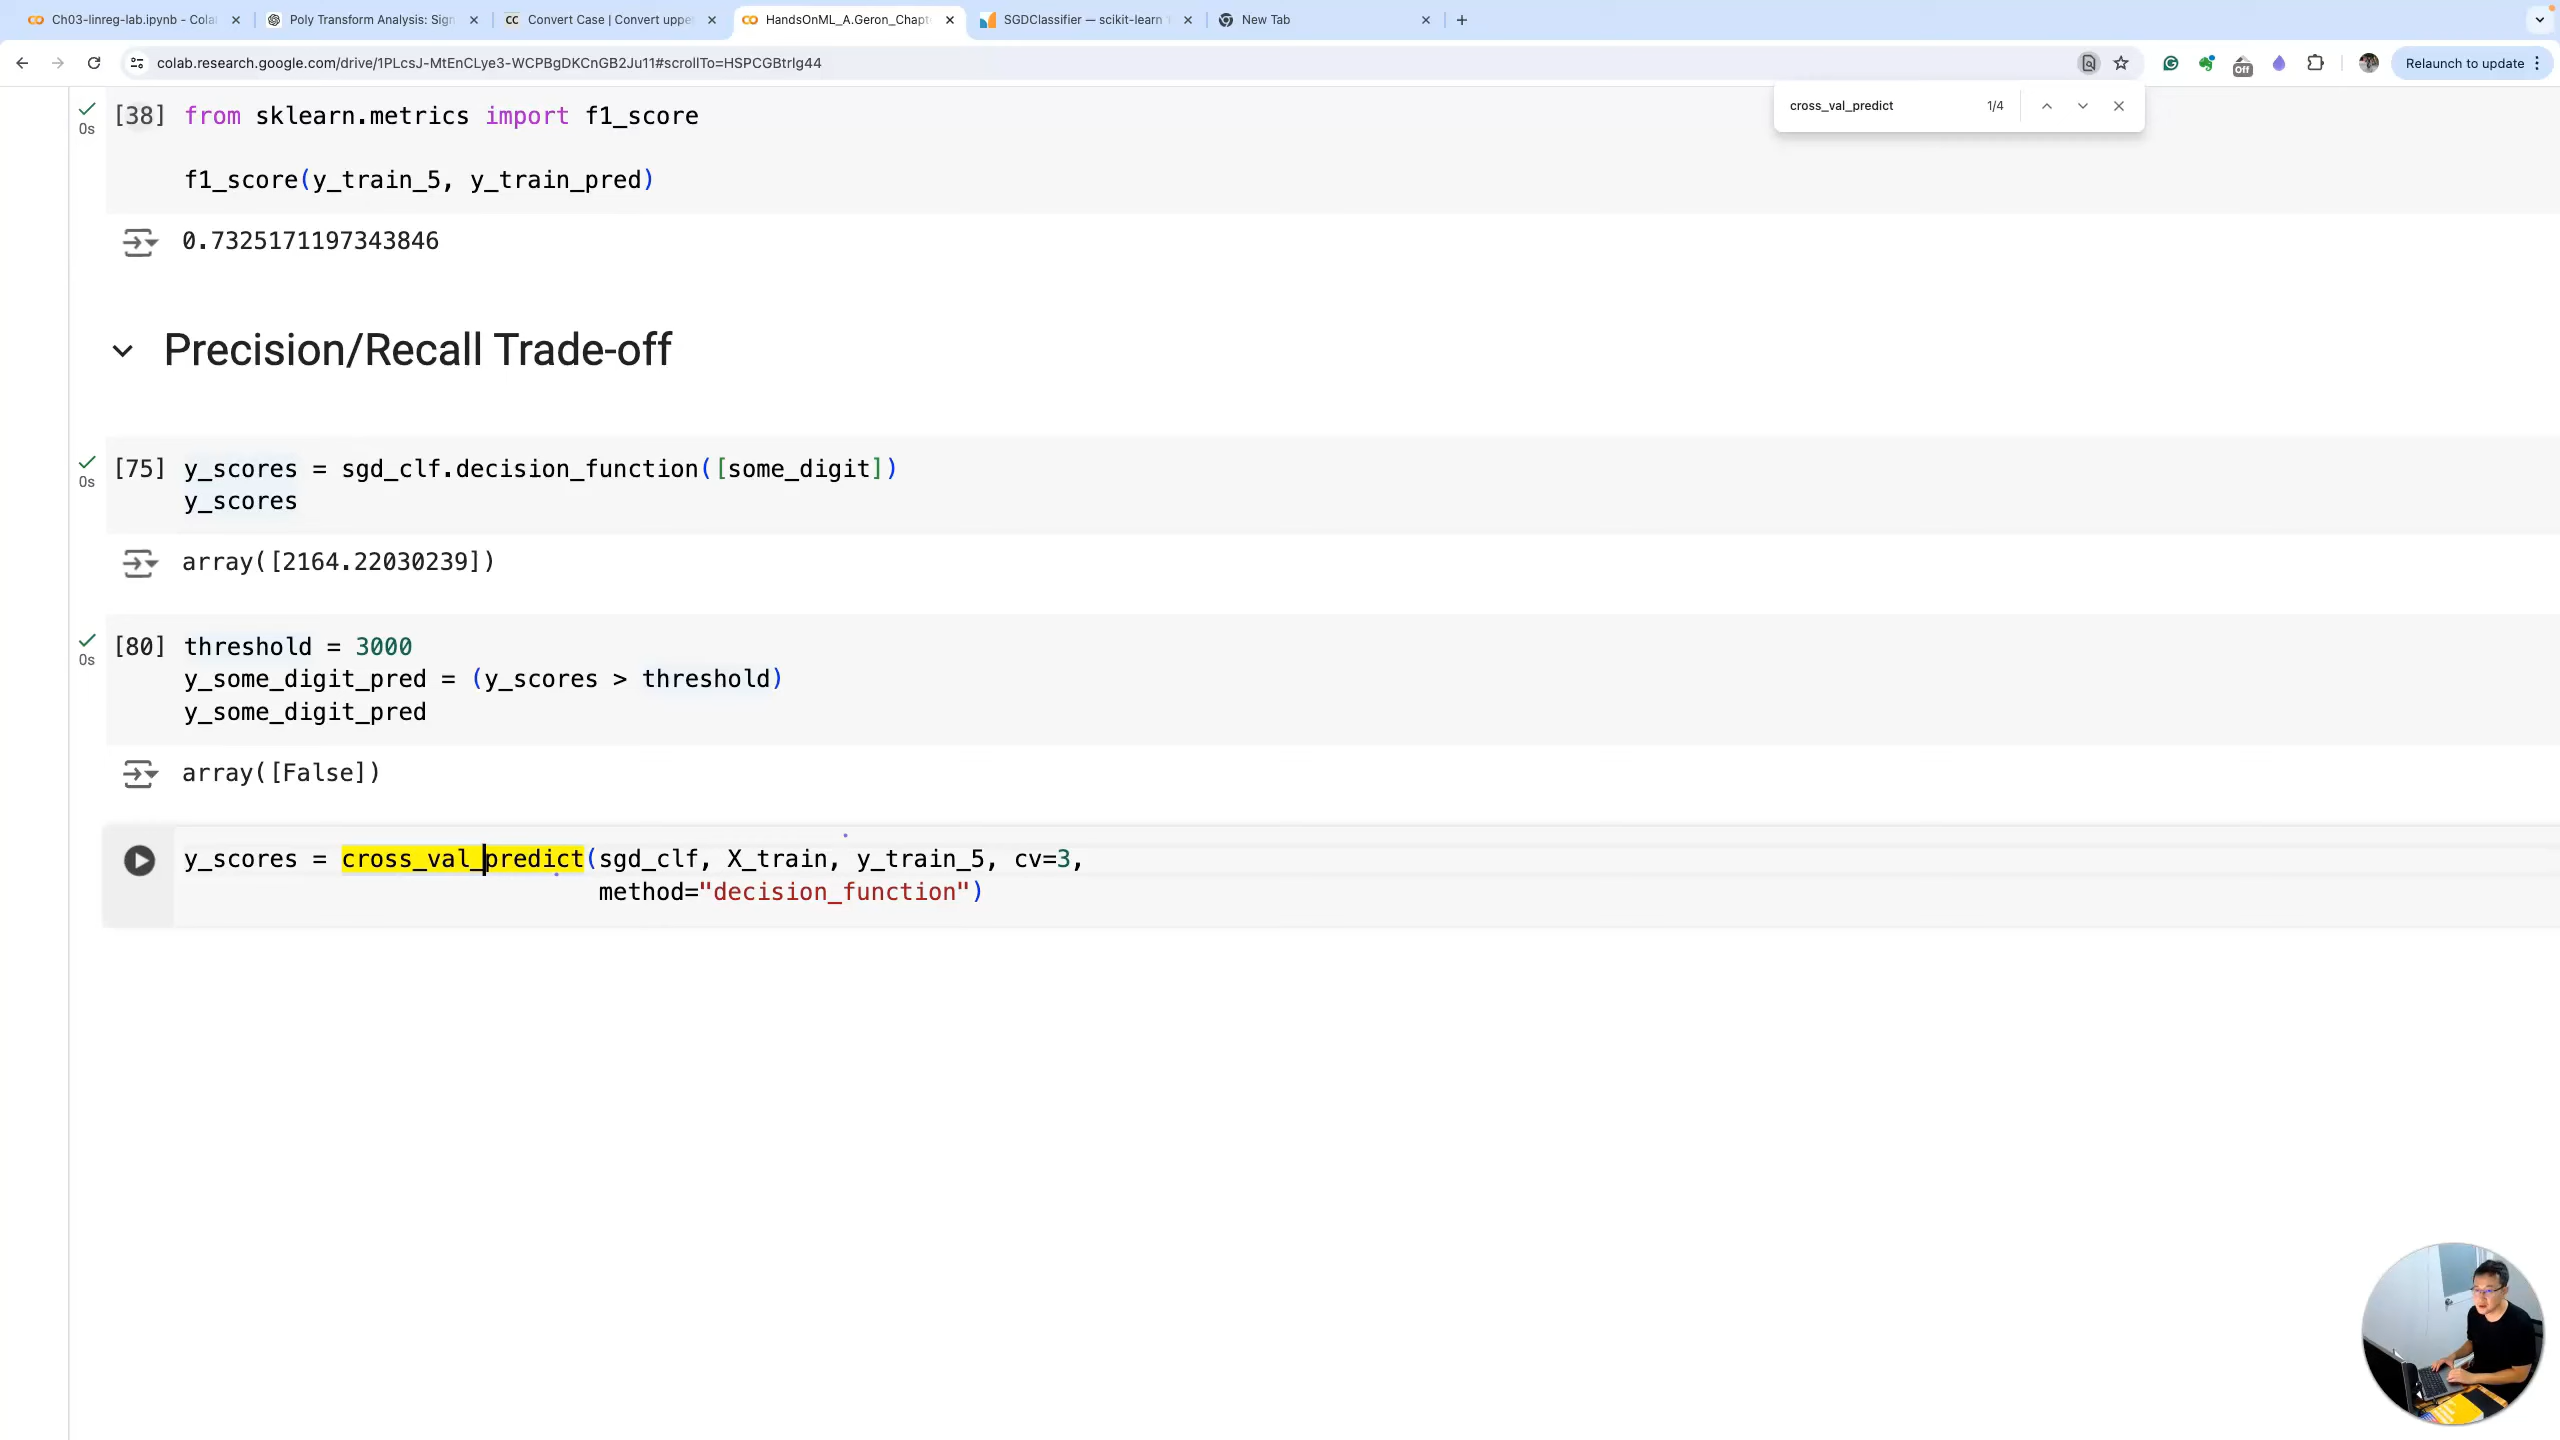 Ch03-linreg-lab.ipynb - Cola
Poly Transform Analysis: Sign
CC Convert Case | Convert uppe
HandsOnML_A.Geron_Chapt
SGDClassifier — scikit-learn
New Tab
colab.research.google.com/drive/1PLcsJ-MtEnCLye3-WCPBgDKCnGB2Ju11#scrollTo=HSPCGBtrlg44
Off
Relaunch to update
cross_val_predict 1/4
[38] from sklearn.metrics import f1_score
0s
f1_score(y_train_5, y_train_pred)
0.7325171197343846
Precision/Recall Trade-off
[75] y_scores = sgd_clf.decision_function([some_digit])
0s
y_scores
array([2164.22030239])
[80] threshold = 3000
0s
y_some_digit_pred = (y_scores > threshold)
y_some_digit_pred
array([False])
y_scores = cross_val_predict(sgd_clf, X_train, y_train_5, cv=3,
method="decision_function")